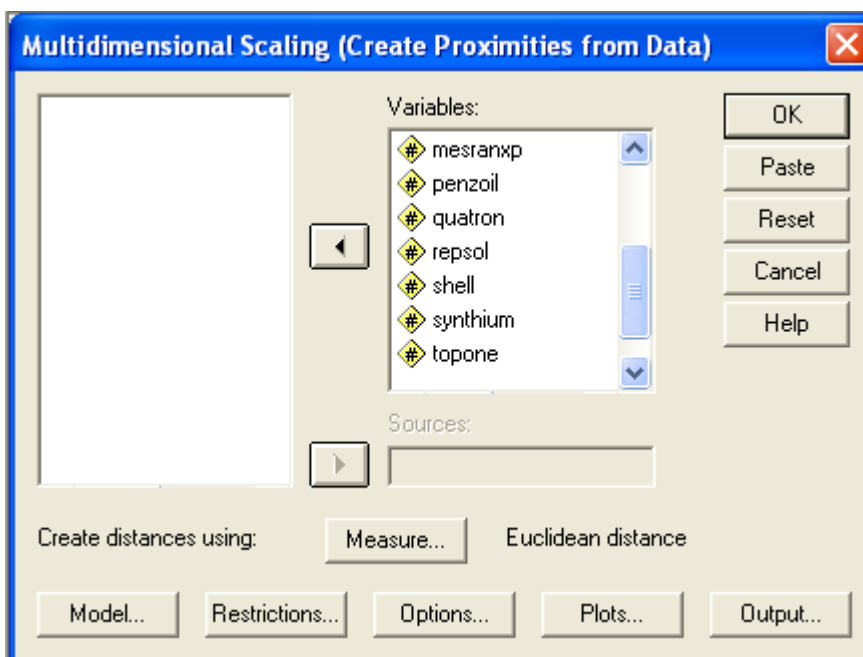 Multidimensional Scaling (Create Proximities from Data)
Variables:
# mesranxp
# penzoil
# quatron
# repsol
# shell
# synthium
# topone
OK
Paste
Reset
Cancel
Help
Sources:
Create distances using:
Measure...
Euclidean distance
Model...
Restrictions...
Options...
Plots...
Output...